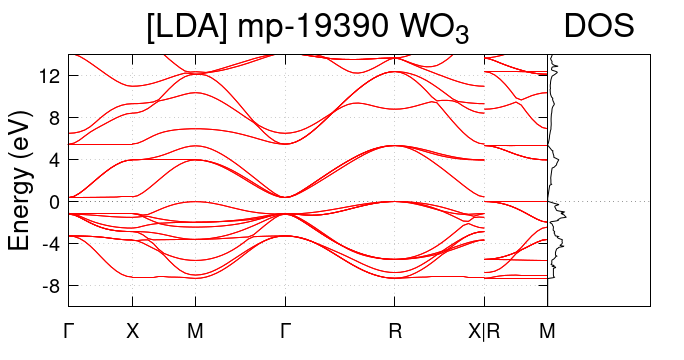 [LDA] mp-19390 WO₃ DOS
Energy (eV)
12
8
4
0
-4
-8
Γ X M Γ R X|R M